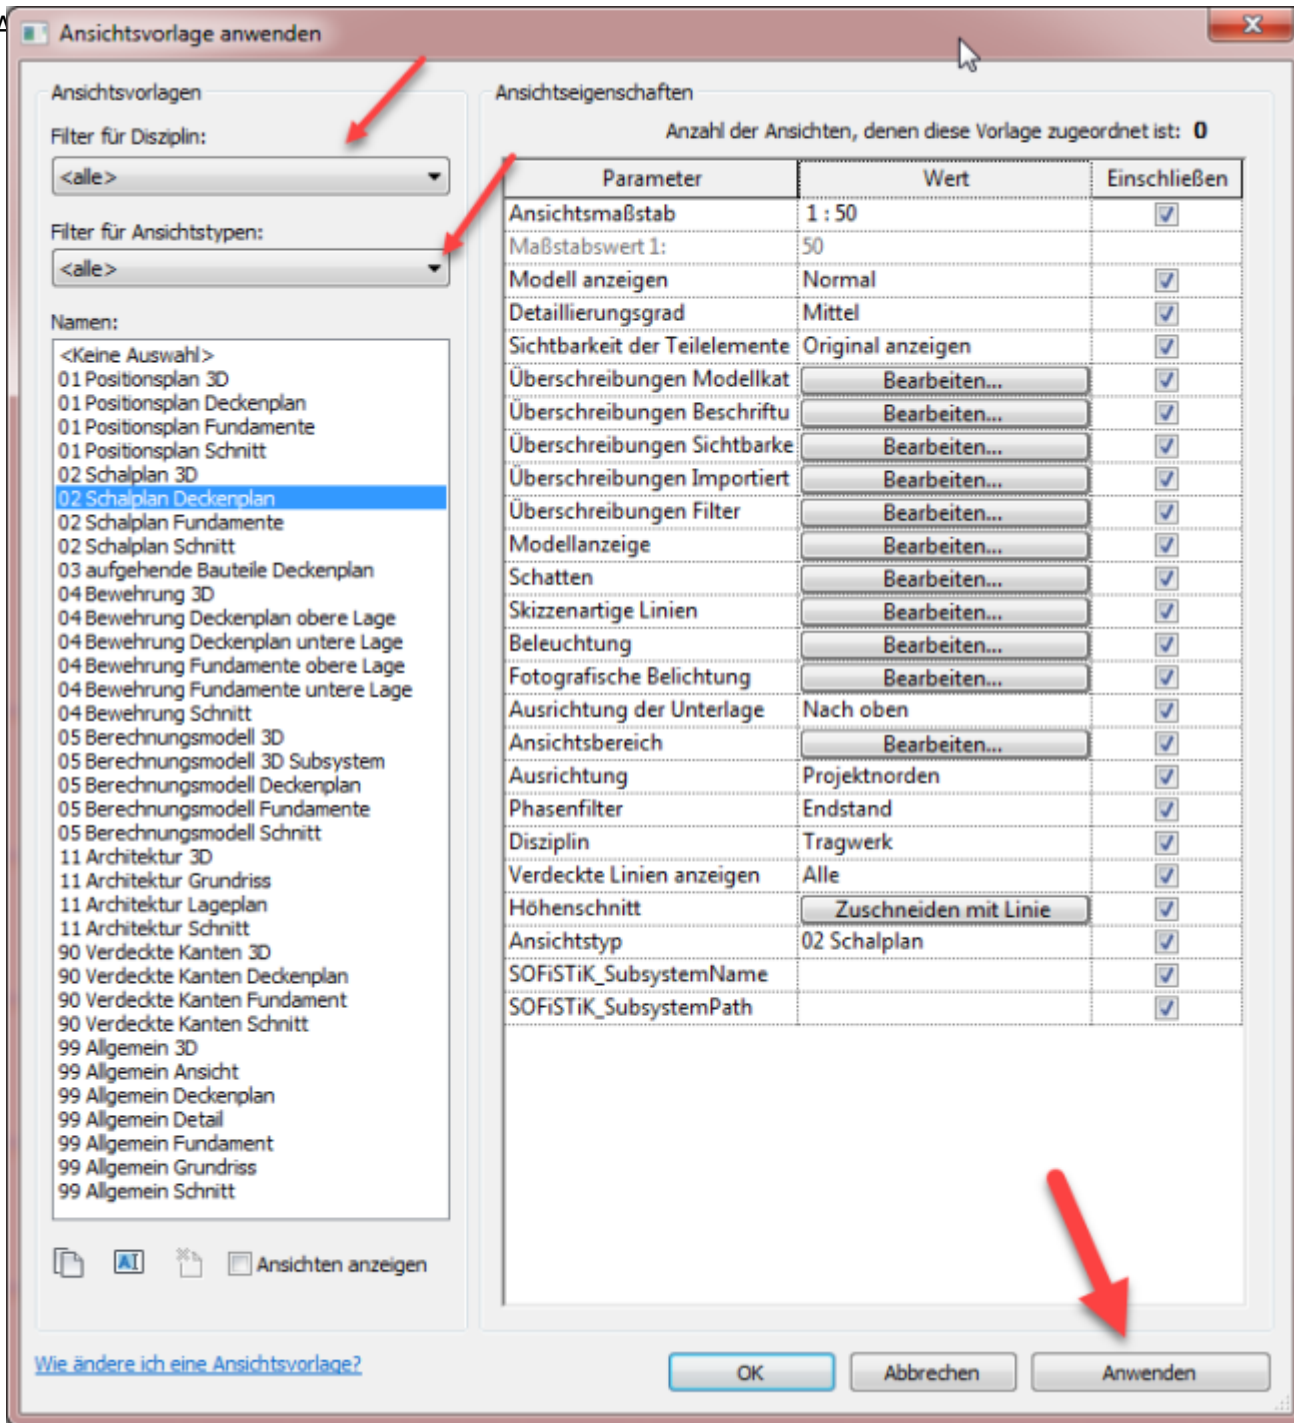 Ansichtsvorlage anwenden
Ansichtsvorlagen
Filter für Disziplin:
<alle>
Filter für Ansichtstypen:
<alle>
Namen:
<Keine Auswahl>
01 Positionsplan 3D
01 Positionsplan Deckenplan
01 Positionsplan Fundamente
01 Positionsplan Schnitt
02 Schalplan 3D
02 Schalplan Deckenplan
02 Schalplan Fundamente
02 Schalplan Schnitt
03 aufgehende Bauteile Deckenplan
04 Bewehrung 3D
04 Bewehrung Deckenplan obere Lage
04 Bewehrung Deckenplan untere Lage
04 Bewehrung Fundamente obere Lage
04 Bewehrung Fundamente untere Lage
04 Bewehrung Schnitt
05 Berechnungsmodell 3D
05 Berechnungsmodell 3D Subsystem
05 Berechnungsmodell Deckenplan
05 Berechnungsmodell Fundamente
05 Berechnungsmodell Schnitt
11 Architektur 3D
11 Architektur Grundriss
11 Architektur Lageplan
11 Architektur Schnitt
90 Verdeckte Kanten 3D
90 Verdeckte Kanten Deckenplan
90 Verdeckte Kanten Fundament
90 Verdeckte Kanten Schnitt
99 Allgemein 3D
99 Allgemein Ansicht
99 Allgemein Deckenplan
99 Allgemein Detail
99 Allgemein Fundament
99 Allgemein Grundriss
99 Allgemein Schnitt
Ansichten anzeigen
Wie ändere ich eine Ansichtsvorlage?
Ansichtseigenschaften
Anzahl der Ansichten, denen diese Vorlage zugeordnet ist: 0
Parameter Wert Einschließen
Ansichtsmaßstab 1 : 50
Maßstabswert 1: 50
Modell anzeigen Normal
Detaillierungsgrad Mittel
Sichtbarkeit der Teilelemente Original anzeigen
Überschreibungen Modellkat Bearbeiten...
Überschreibungen Beschriftu Bearbeiten...
Überschreibungen Sichtbarke Bearbeiten...
Überschreibungen Importiert Bearbeiten...
Überschreibungen Filter Bearbeiten...
Modellanzeige Bearbeiten...
Schatten Bearbeiten...
Skizzenartige Linien Bearbeiten...
Beleuchtung Bearbeiten...
Fotografische Belichtung Bearbeiten...
Ausrichtung der Unterlage Nach oben
Ansichtsbereich Bearbeiten...
Ausrichtung Projektnorden
Phasenfilter Endstand
Disziplin Tragwerk
Verdeckte Linien anzeigen Alle
Höhenschnitt Zuschneiden mit Linie
Ansichtstyp 02 Schalplan
SOFiSTiK_SubsystemName
SOFiSTiK_SubsystemPath
OK Abbrechen Anwenden